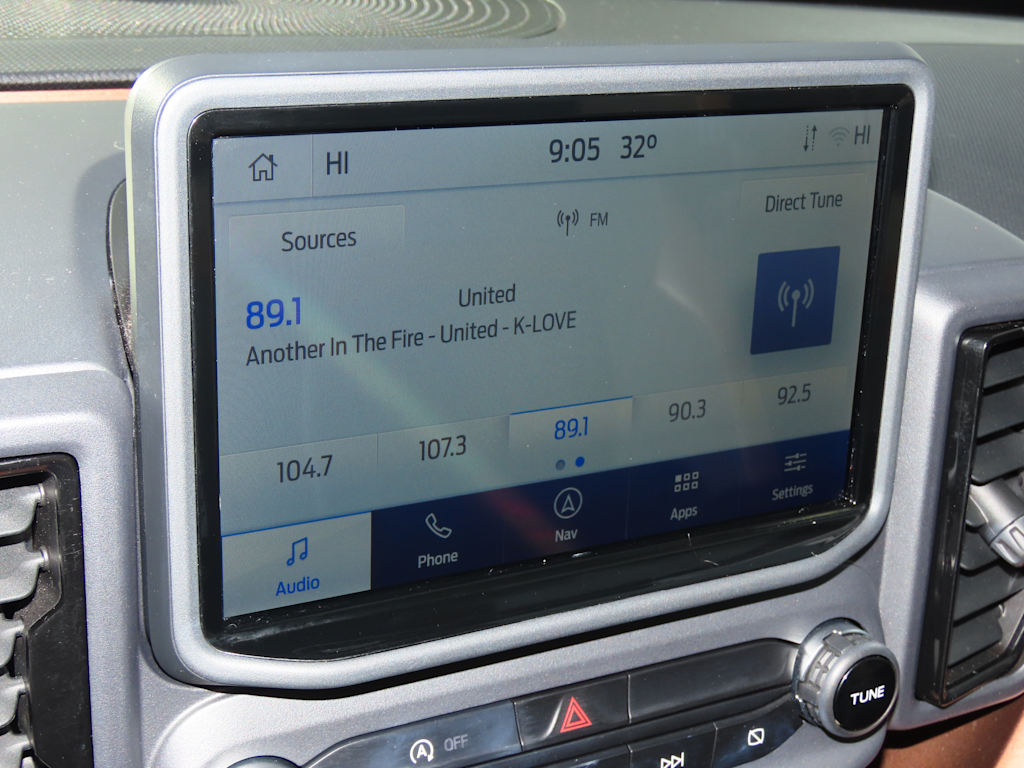 HI 9:05 32º HI
FM
Direct Tune
Sources
89.1 United
Another In The Fire - United - K-LOVE
104.7 107.3 89.1 90.3 92.5
Audio Phone Nav Apps Settings
TUNE
A OFF